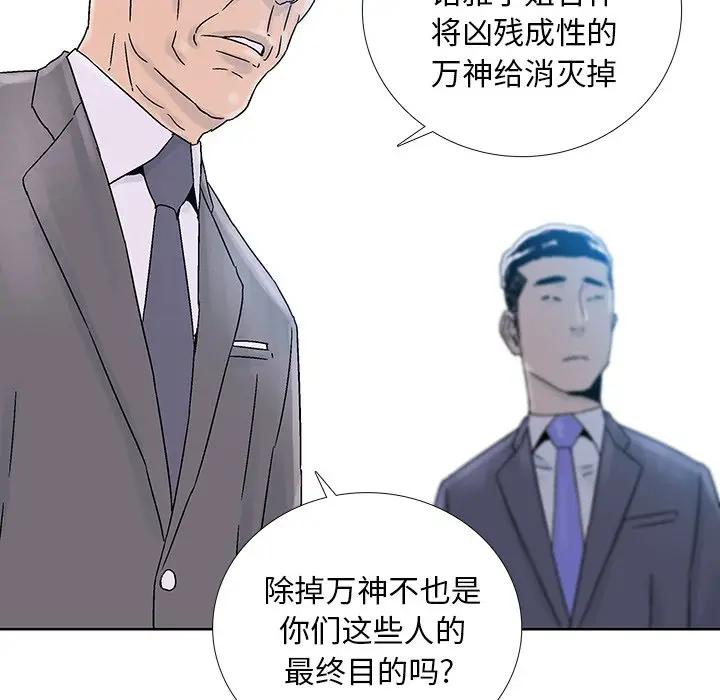 将凶残成性的
万神给消灭掉
除掉万神不也是
你们这些人的
最终目的吗?